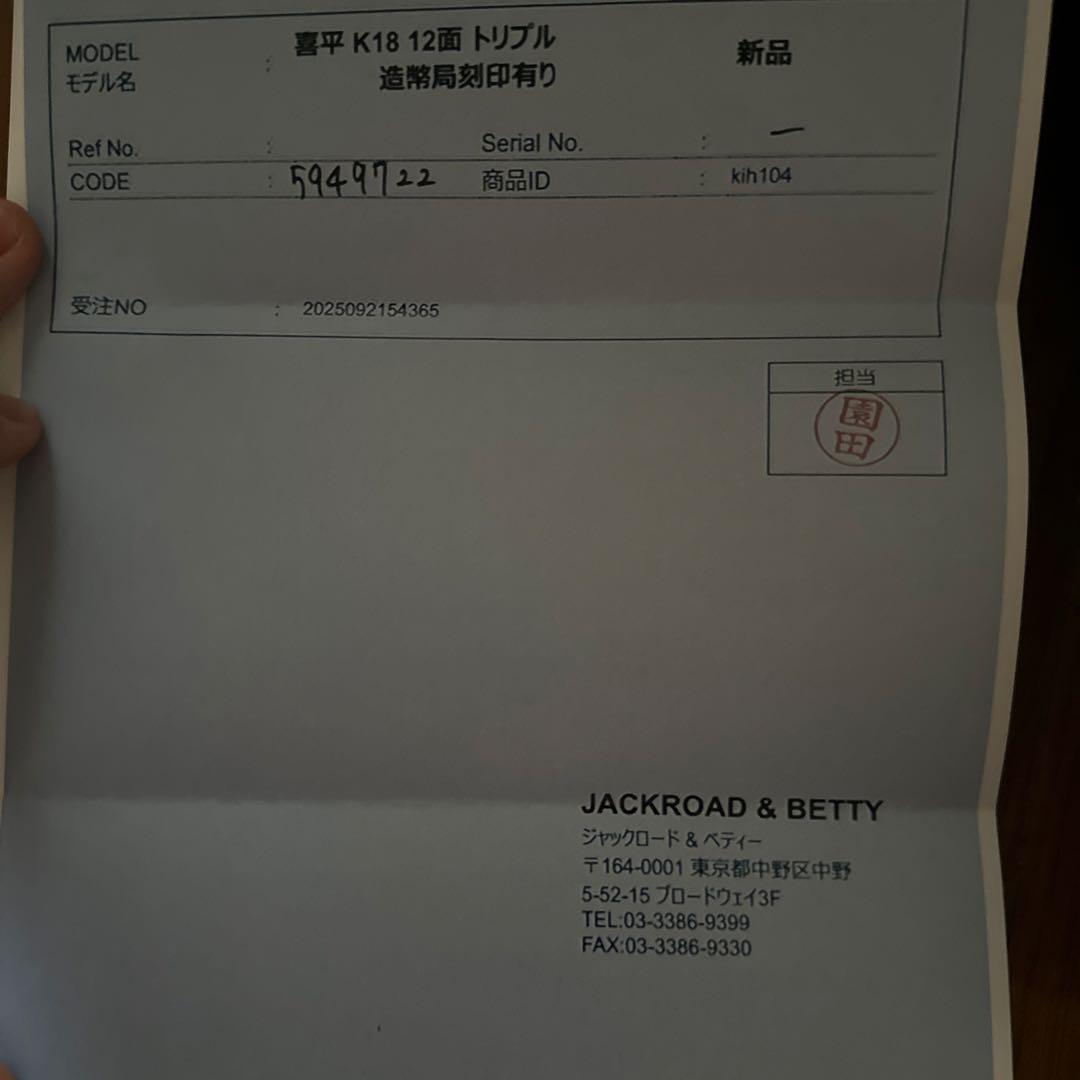 MODEL : 喜平 K18 12面 トリプル 新品
モデル名 造幣局刻印有り
Ref No. : Serial No. : ー
CODE : 5949722 商品ID : kih104
受注NO : 2025092154365
担当
園田
JACKROAD & BETTY
ジャックロード & ベティー
〒164-0001 東京都中野区中野
5-52-15 ブロードウェイ3F
TEL:03-3386-9399
FAX:03-3386-9330